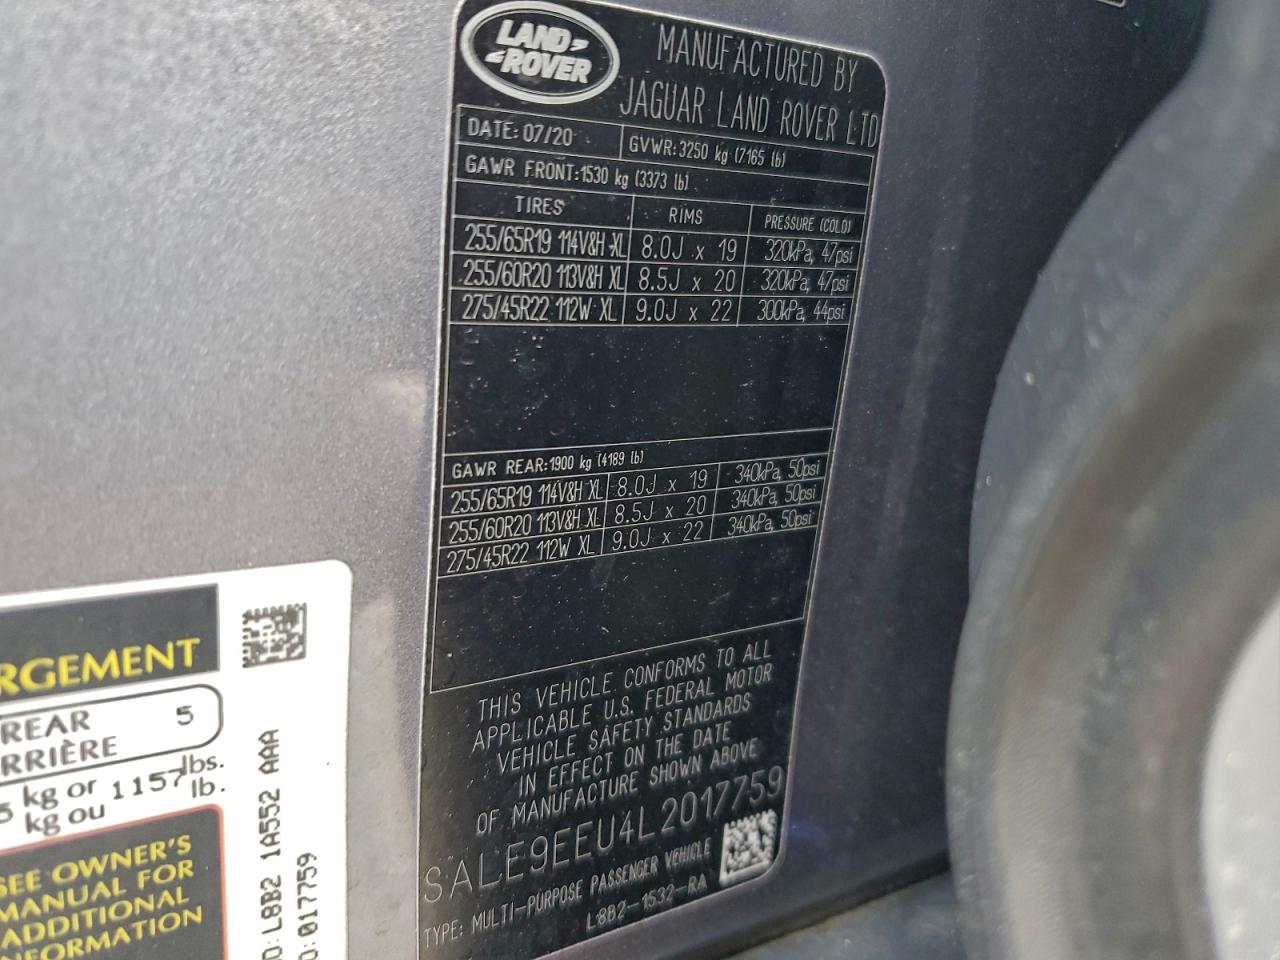 LAND
ROVER
MANUFACTURED BY
JAGUAR LAND ROVER LTD
DATE: 07/20 GVWR: 3250 kg (7165 lb)
GAWR FRONT: 1530 kg (3373 lb)
TIRES RIMS PRESSURE (COLD)
255/65R19 114V&H XL 8.0J x 19 320kPa, 47psi
255/60R20 113V&H XL 8.5J x 20 320kPa, 47psi
275/45R22 112W XL 9.0J x 22 300kPa, 44psi
GAWR REAR: 1900 kg (4189 lb)
255/65R19 114V&H XL 8.0J x 19 340kPa, 50psi
255/60R20 113V&H XL 8.5J x 20 340kPa, 50psi
275/45R22 112W XL 9.0J x 22 340kPa, 50psi
THIS VEHICLE CONFORMS TO ALL
APPLICABLE U.S. FEDERAL MOTOR
VEHICLE SAFETY STANDARDS
IN EFFECT ON THE DATE
OF MANUFACTURE SHOWN ABOVE
SALE9EEU4L2017759
TYPE: MULTI-PURPOSE PASSENGER VEHICLE
L8B2-1532-RA
RGEMENT
REAR 5
RRIÈRE
5 kg or 1157 lbs.
kg ou lb.
SEE OWNER'S
MANUAL FOR
ADDITIONAL
NFORMATION
D: L8B2 1A552 AAA
D: 017759